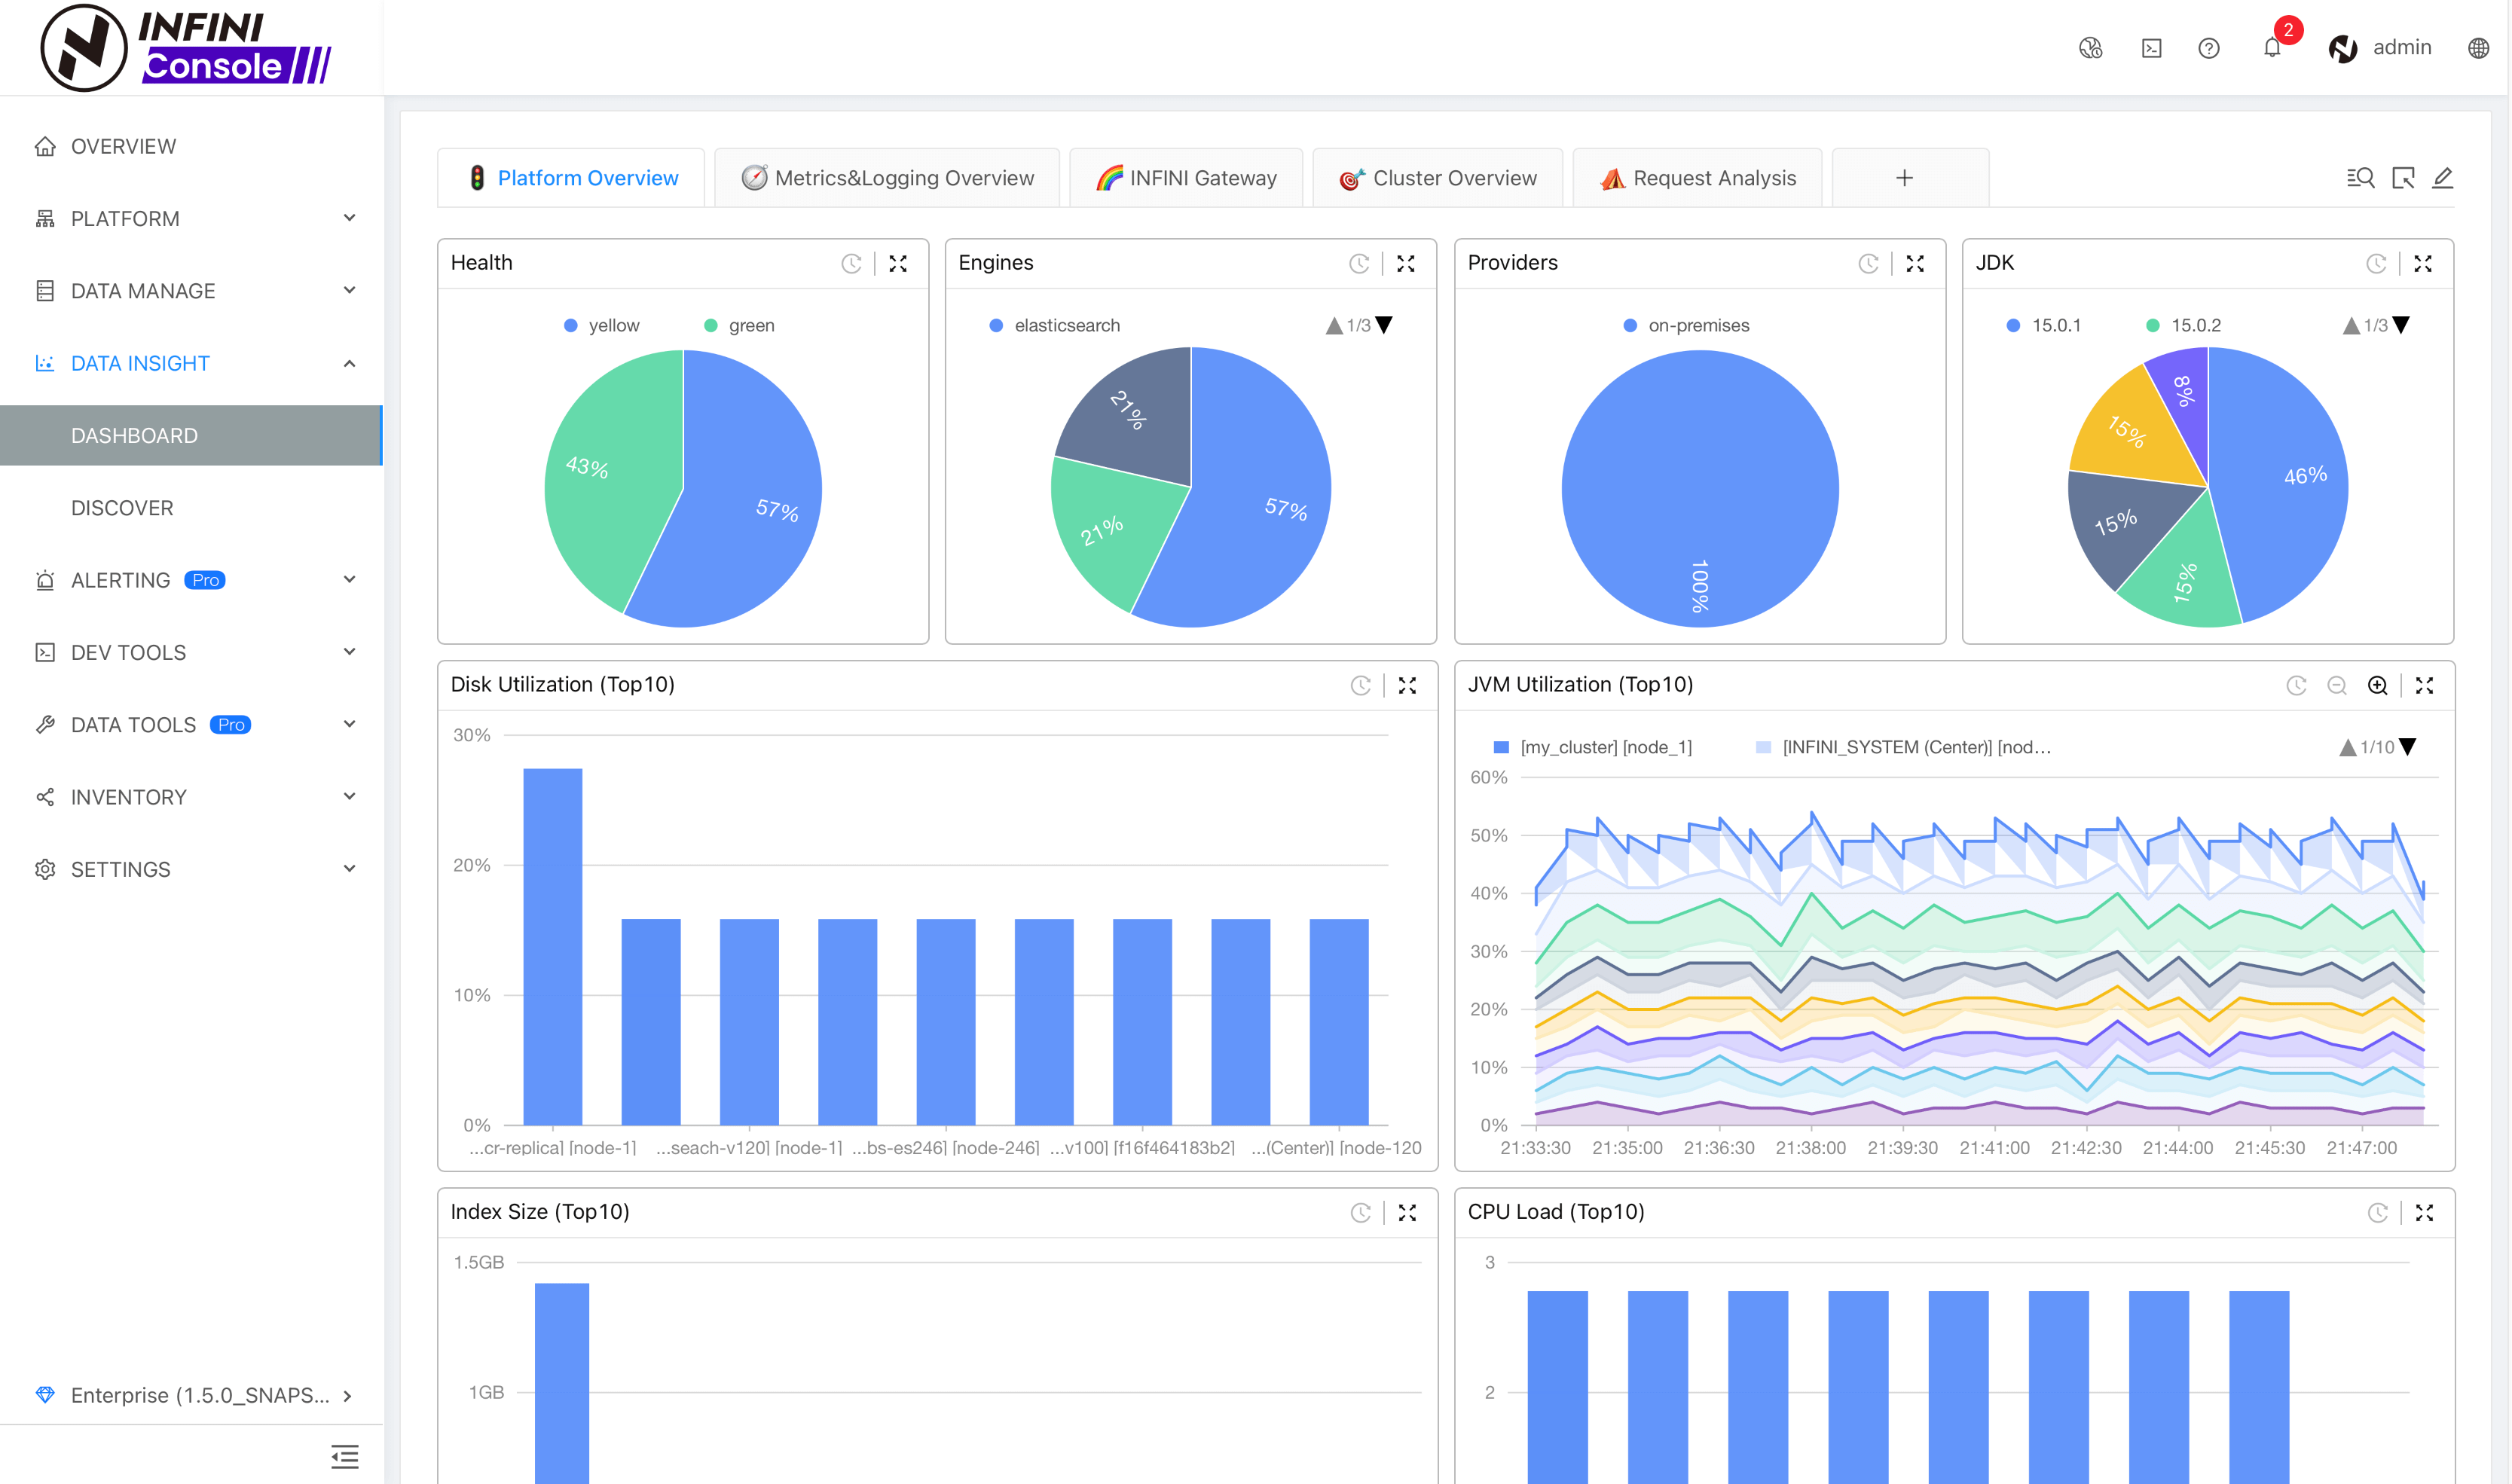 INFINI
Console
2
admin
OVERVIEW
PLATFORM
DATA MANAGE
DATA INSIGHT
DASHBOARD
DISCOVER
ALERTING Pro
DEV TOOLS
DATA TOOLS Pro
INVENTORY
SETTINGS
Enterprise (1.5.0_SNAPS...
Platform Overview
Metrics&Logging Overview
INFINI Gateway
Cluster Overview
Request Analysis
+
Health
yellow green
43%
57%
Engines
elasticsearch
1/3
21%
21%
57%
Providers
on-premises
100%
JDK
15.0.1 15.0.2
1/3
8%
15%
46%
15%
15%
Disk Utilization (Top10)
30%
20%
10%
0%
...cr-replica] [node-1] ...seach-v120] [node-1] ...bs-es246] [node-246] ...v100] [f16f464183b2] ...(Center)] [node-120
JVM Utilization (Top10)
[my_cluster] [node_1] [INFINI_SYSTEM (Center)] [nod...
1/10
60%
50%
40%
30%
20%
10%
0%
21:33:30 21:35:00 21:36:30 21:38:00 21:39:30 21:41:00 21:42:30 21:44:00 21:45:30 21:47:00
Index Size (Top10)
1.5GB
1GB
CPU Load (Top10)
3
2